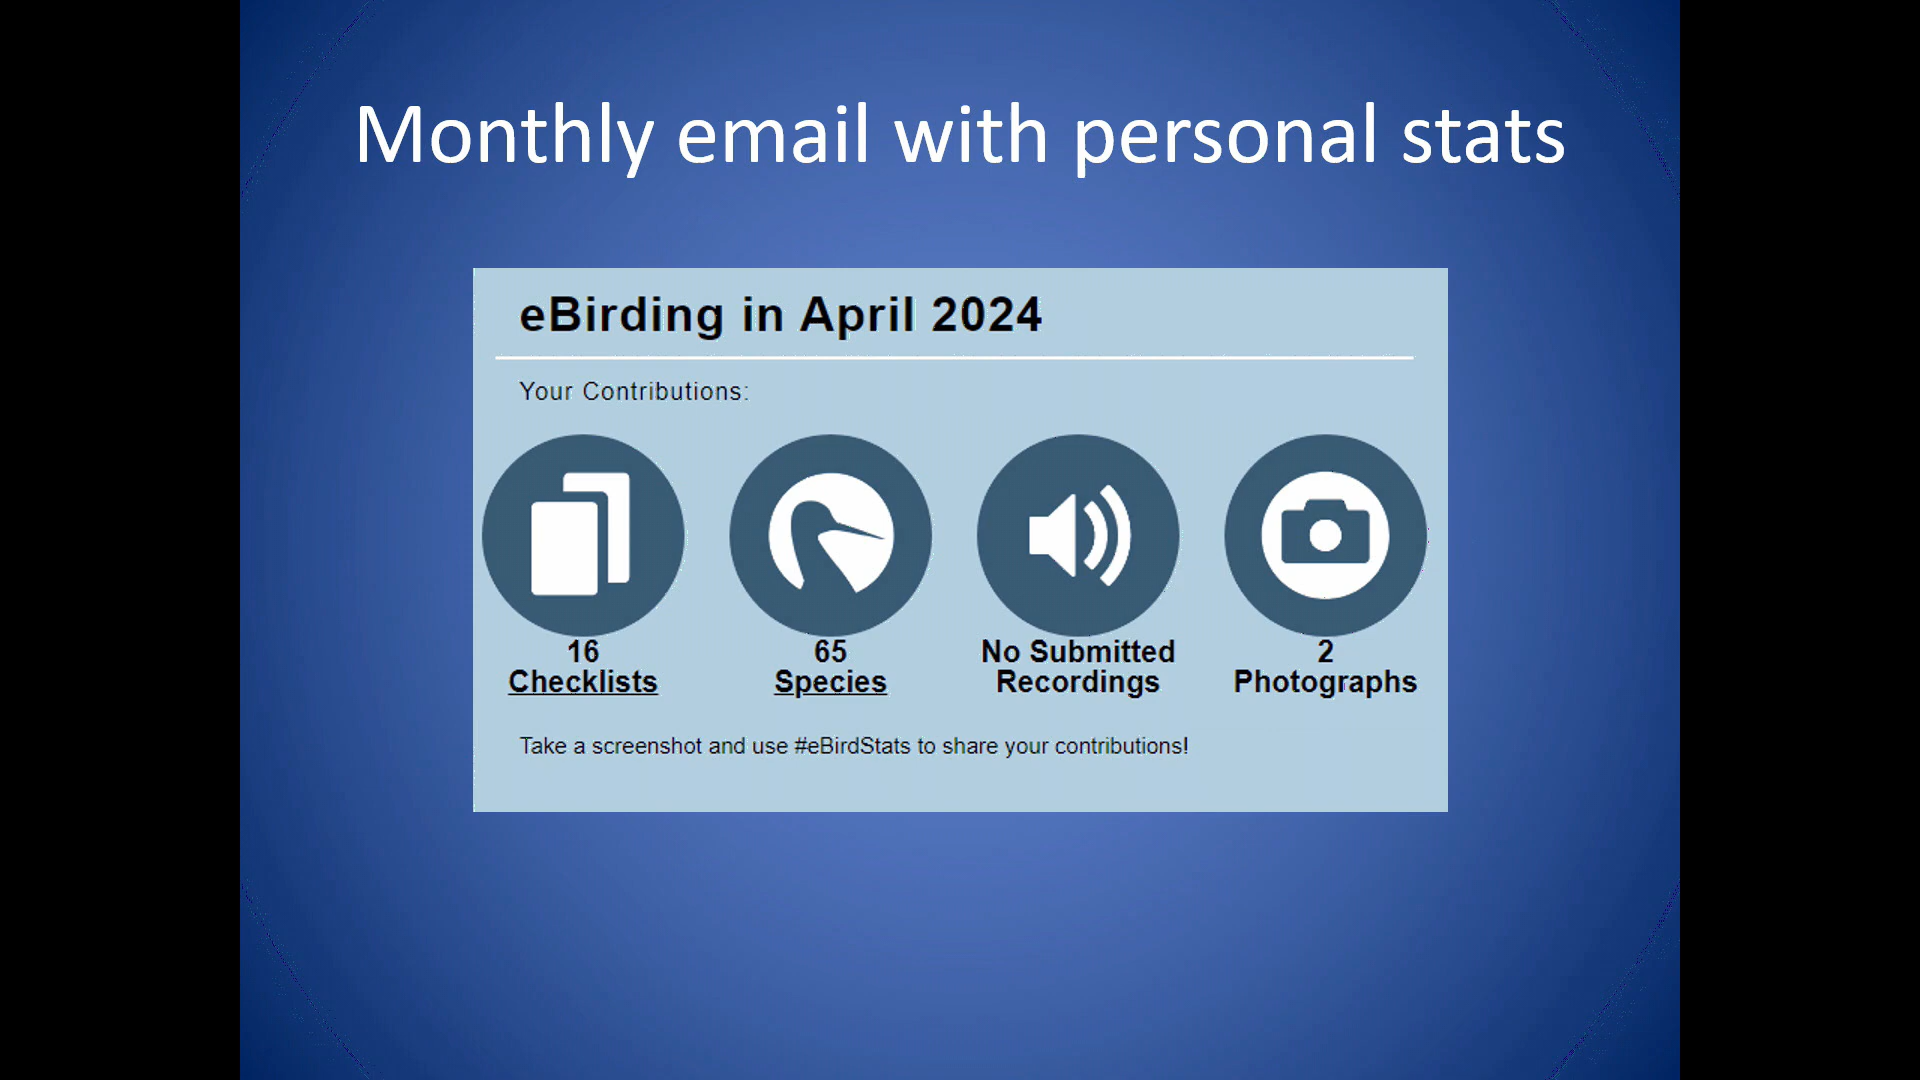 Monthly email with personal stats
eBirding in April 2024
Your Contributions:
16
Checklists
65
Species
No Submitted
Recordings
2
Photographs
Take a screenshot and use #eBirdStats to share your contributions!